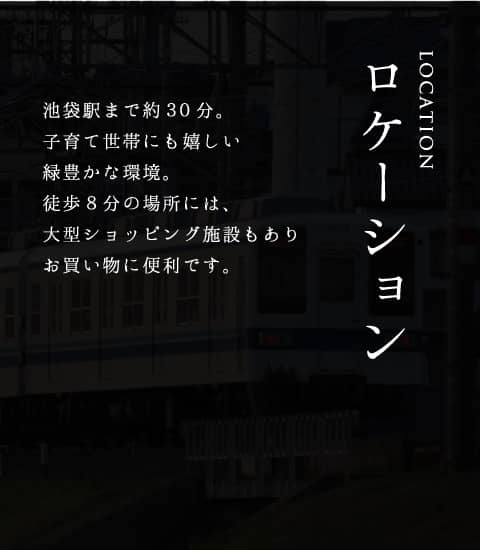 LOCATION
ロケーション
池袋駅まで約30分。
子育て世帯にも嬉しい
緑豊かな環境。
徒歩8分の場所には、
大型ショッピング施設もあり
お買い物に便利です。